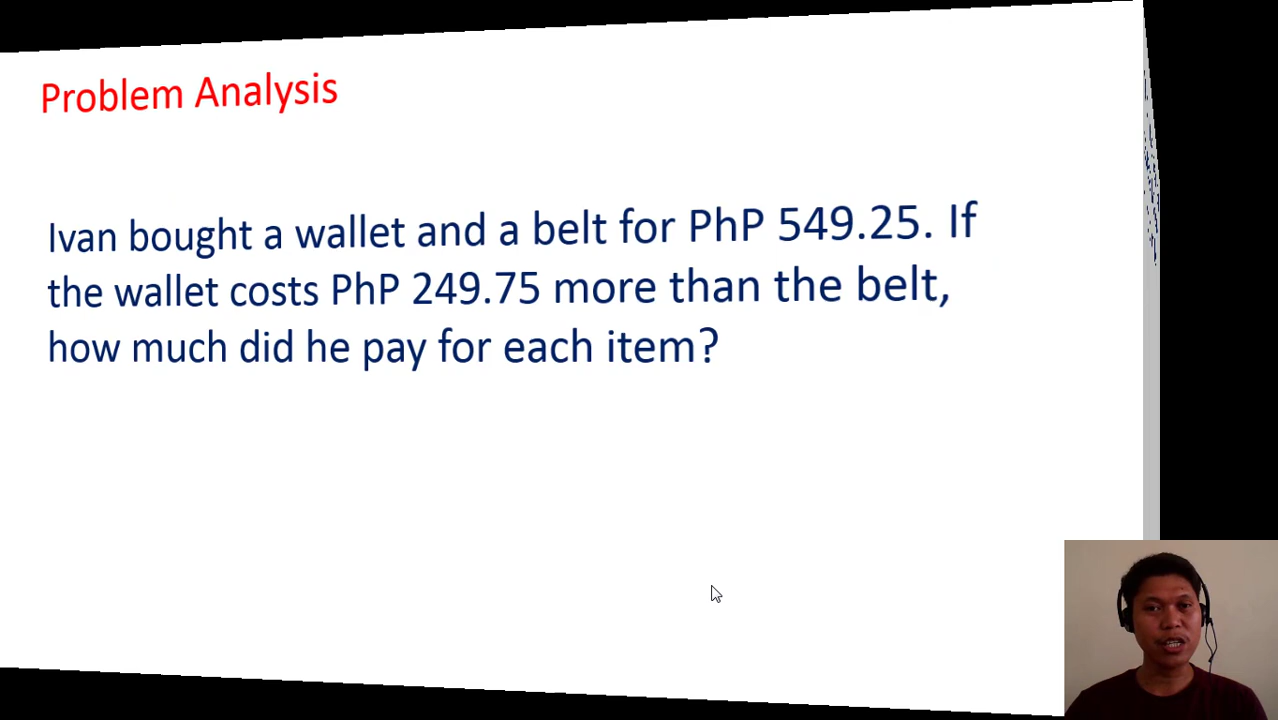 Problem Analysis
Ivan bought a wallet and a belt for PhP 549.25. If
the wallet costs PhP 249.75 more than the belt,
how much did he pay for each item?